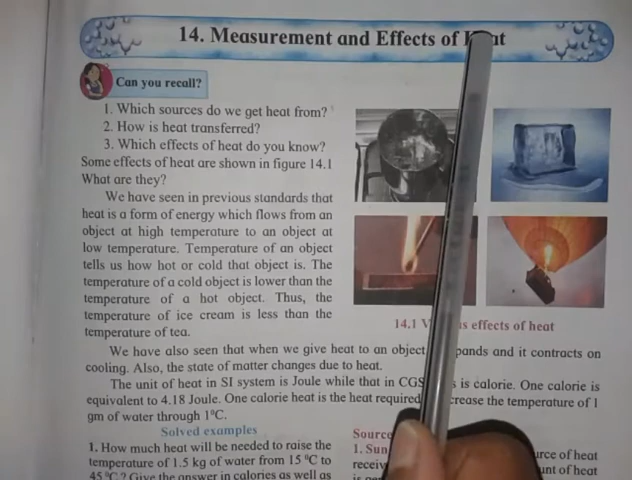 14. Measurement and Effects of
Can you recall?
1. Which sources do we get heat from?
2. How is heat transferred?
3. Which effects of heat do you know?
Some effects of heat are shown in figure 14.1
What are they?
We have seen in previous standards that
heat is a form of energy which flows from an
object at high temperature to an object at
low temperature. Temperature of an object
tells us how hot or cold that object is. The
temperature of a cold object is lower than the
temperature of a hot object. Thus, the
temperature of ice cream is less than the
temperature of tea.
14.1 effects of heat
We have also seen that when we give heat to an object and it contracts on
cooling. Also, the state of matter changes due to heat.
The unit of heat in SI system is Joule while that in CGS is calorie. One calorie is
equivalent to 4.18 Joule. One calorie heat is the heat required the temperature of 1
gm of water through 1°C.
Solved examples
1. How much heat will be needed to raise the
temperature of 1.5 kg of water from 15 °C to
45 °C? Give the answer in calories as well as
1. Sun
of heat
of heat